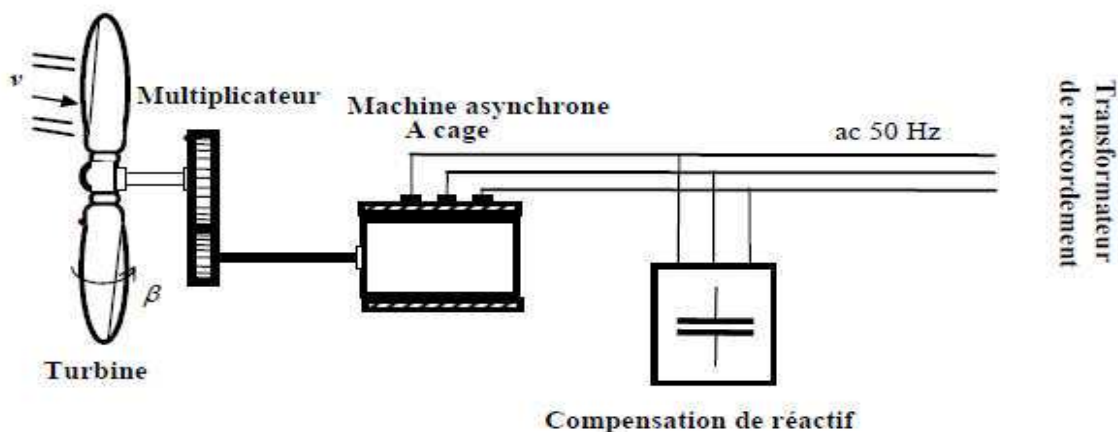 v
Multiplicateur
Machine asynchrone
A cage
ac 50 Hz
Transformateur
de raccordement
β
Turbine
Compensation de réactif